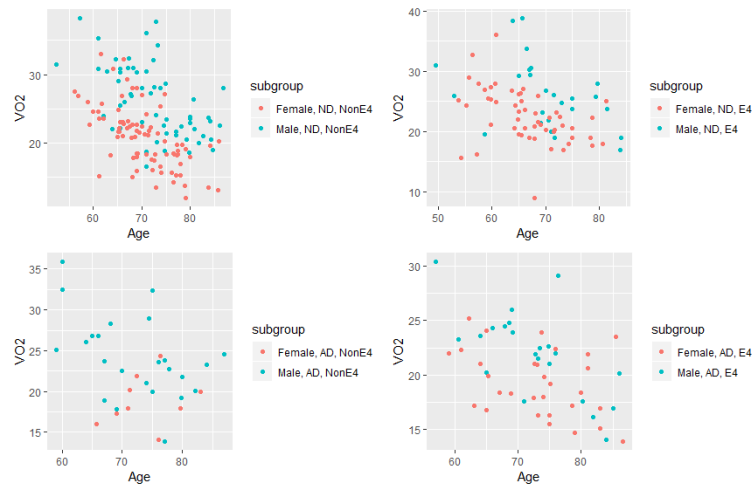 VO2
30
20
60
70
80
Age
subgroup
Female, ND, NonE4
Male, ND, NonE4
VO2
40
30
20
10
50
60
70
80
Age
subgroup
Female, ND, E4
Male, ND, E4
VO2
35
30
25
20
15
60
70
80
Age
subgroup
Female, AD, NonE4
Male, AD, NonE4
VO2
30
25
20
15
60
70
80
Age
subgroup
Female, AD, E4
Male, AD, E4